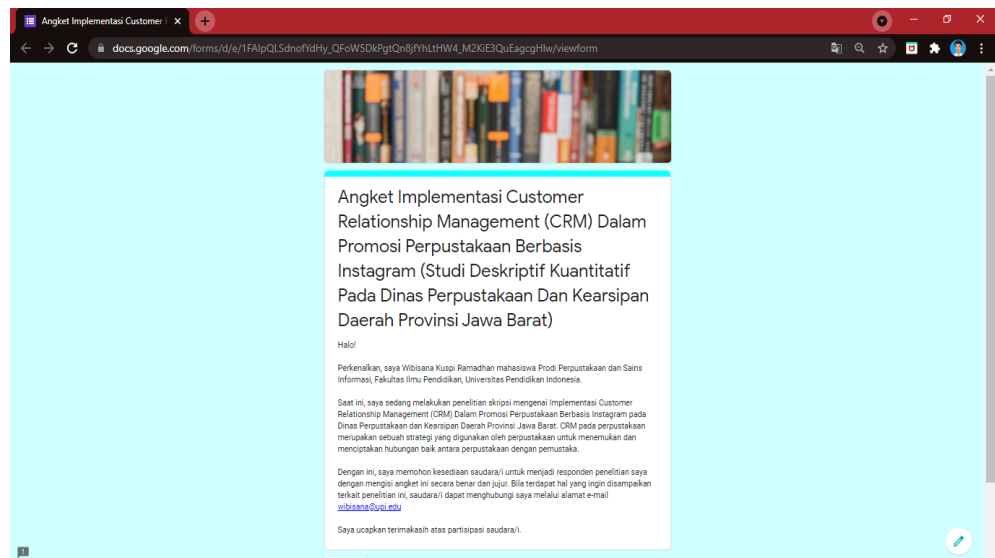 Angket Implementasi Customer
docs.google.com/forms/d/e/1FAIpQLSdnofYdHy_QFoW5DkPgtQn8jfYhLtHW4_M2KiE3QuEagcgHlw/viewform
Angket Implementasi Customer
Relationship Management (CRM) Dalam
Promosi Perpustakaan Berbasis
Instagram (Studi Deskriptif Kuantitatif
Pada Dinas Perpustakaan Dan Kearsipan
Daerah Provinsi Jawa Barat)
Halo!
Perkenalkan, saya Wibisana Kuspi Ramadhan mahasiswa Prodi Perpustakaan dan Sains
Informasi, Fakultas Ilmu Pendidikan, Universitas Pendidikan Indonesia.
Saat ini, saya sedang melakukan penelitian skripsi mengenai Implementasi Customer
Relationship Management (CRM) Dalam Promosi Perpustakaan Berbasis Instagram pada
Dinas Perpustakaan dan Kearsipan Daerah Provinsi Jawa Barat. CRM pada perpustakaan
merupakan sebuah strategi yang digunakan oleh perpustakaan untuk menemukan dan
menciptakan hubungan baik antara perpustakaan dengan pemustaka.
Dengan ini, saya memohon kesediaan saudara/i untuk menjadi responden penelitian saya
dengan mengisi angket ini secara benar dan jujur. Bila terdapat hal yang ingin disampaikan
terkait penelitian ini, saudara/i dapat menghubungi saya melalui alamat e-mail
wibisana@upi.edu
Saya ucapkan terimakasih atas partisipasi saudara/i.